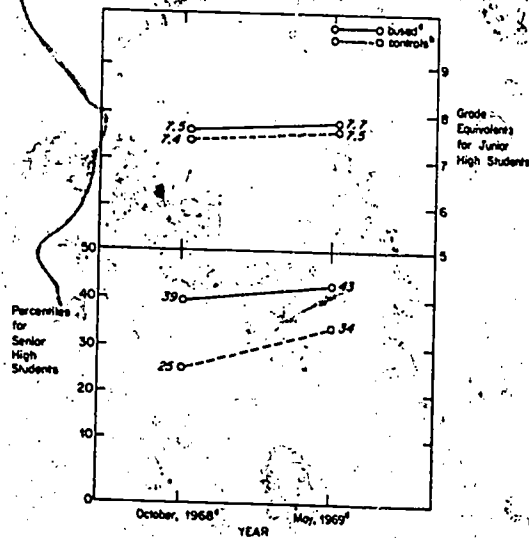 bused a
controls b
9
Grade
Equivalents
for Junior
High Students
8
7.5 7.7
7.4 7.5
7
6
50 5
40
39 43
Percentiles
for
Senior
High
Students
30
34
25
20
10
0
October, 1968 d May, 1969 d
YEAR